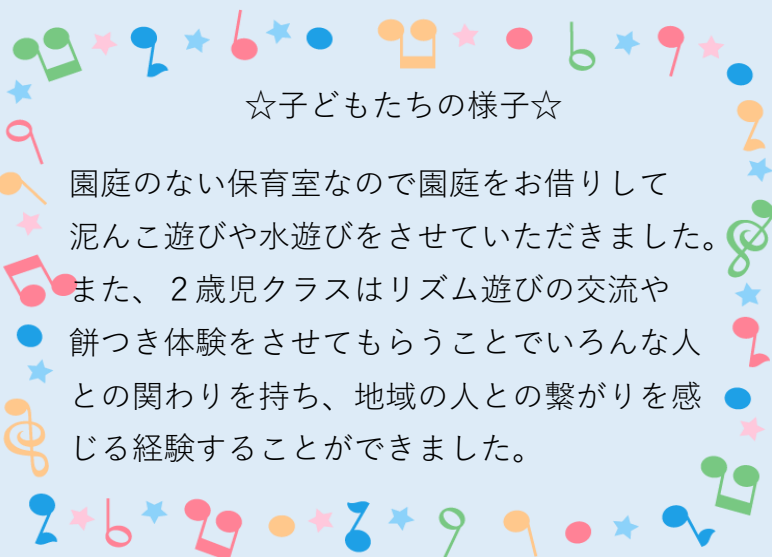 ☆子どもたちの様子☆
園庭のない保育室なので園庭をお借りして
泥んこ遊びや水遊びをさせていただきました。
また、２歳児クラスはリズム遊びの交流や
餅つき体験をさせてもらうことでいろんな人
との関わりを持ち、地域の人との繋がりを感
じる経験することができました。